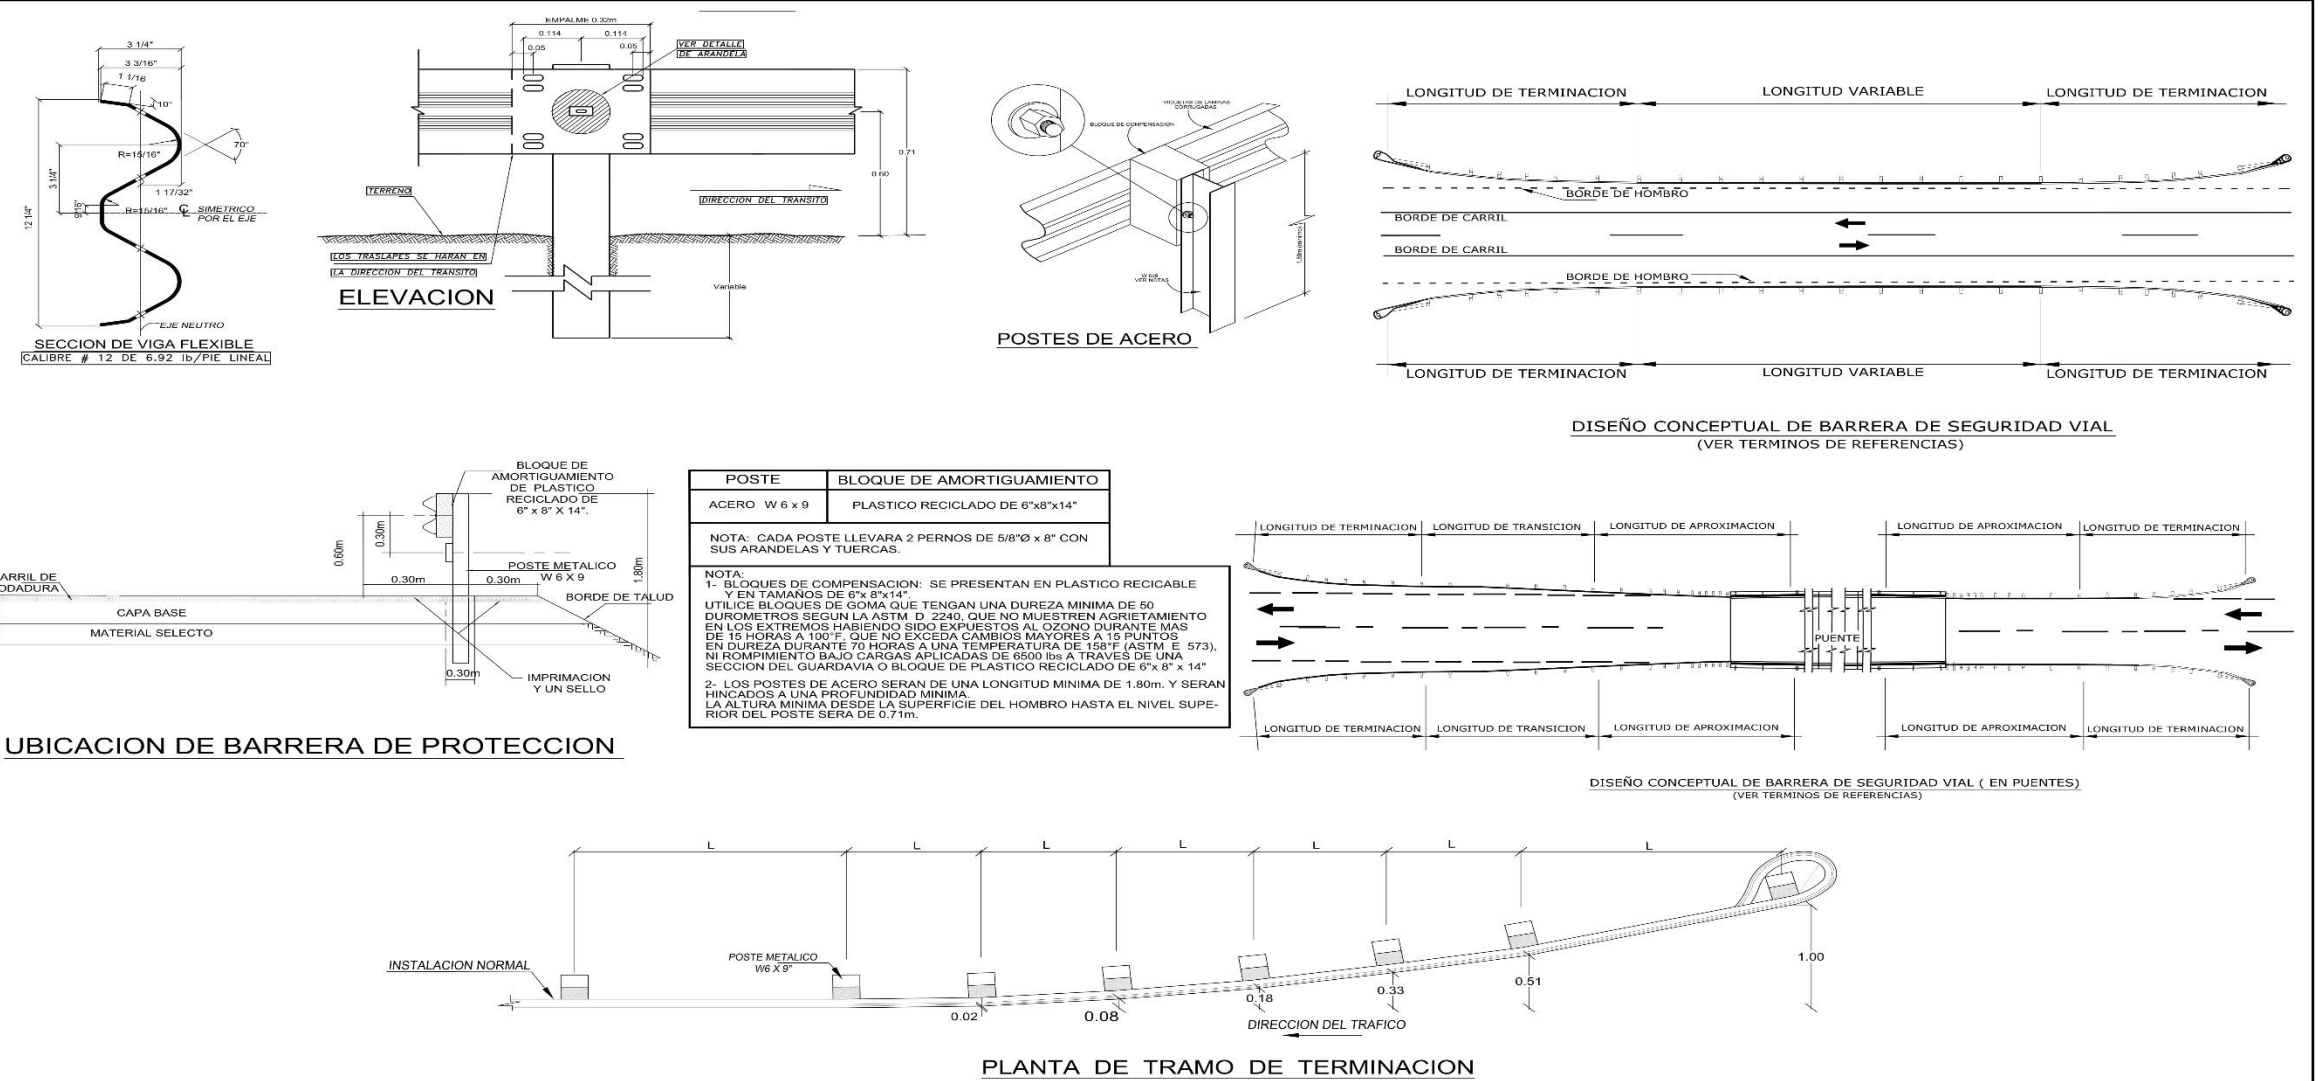 3 1/4"
3 3/16"
1 1/16
10°
R=15/16"
70°
3 1/4"
12 1/4"
9/16"
1 17/32"
R=15/16"
SIMETRICO
POR EL EJE
EJE NEUTRO
SECCION DE VIGA FLEXIBLE
CALIBRE # 12 DE 6.92 lb/PIE LINEAL
EMPALME 0.32m
0.114
0.114
0.05
0.05
VER DETALLE
DE ARANDELA
0.71
0.60
TERRENO
DIRECCION DEL TRANSITO
LOS TRASLAPES SE HARAN EN
LA DIRECCION DEL TRANSITO
Variable
ELEVACION
VIGUETAS DE LAMINAS
CORRUGADAS
BLOQUE DE COMPENSACION
1.80m(minimo)
W 6x9
VER NOTAS
POSTES DE ACERO
LONGITUD DE TERMINACION
LONGITUD VARIABLE
LONGITUD DE TERMINACION
BORDE DE HOMBRO
BORDE DE CARRIL
BORDE DE CARRIL
BORDE DE HOMBRO
LONGITUD DE TERMINACION
LONGITUD VARIABLE
LONGITUD DE TERMINACION
DISEÑO CONCEPTUAL DE BARRERA DE SEGURIDAD VIAL
(VER TERMINOS DE REFERENCIAS)
BLOQUE DE
AMORTIGUAMIENTO
DE PLASTICO
RECICLADO DE
6" x 8" X 14".
0.60m
0.30m
POSTE METALICO
W 6 X 9
1.80m
0.30m
0.30m
ARRIL DE
ODADURA
BORDE DE TALUD
CAPA BASE
MATERIAL SELECTO
0.30m
IMPRIMACION
Y UN SELLO
UBICACION DE BARRERA DE PROTECCION
POSTE
BLOQUE DE AMORTIGUAMIENTO
ACERO W 6 x 9
PLASTICO RECICLADO DE 6"x8"x14"
NOTA: CADA POSTE LLEVARA 2 PERNOS DE 5/8"Ø x 8" CON
SUS ARANDELAS Y TUERCAS.
NOTA:
1- BLOQUES DE COMPENSACION: SE PRESENTAN EN PLASTICO RECICABLE
Y EN TAMAÑOS DE 6"x 8"x14".
UTILICE BLOQUES DE GOMA QUE TENGAN UNA DUREZA MINIMA DE 50
DUROMETROS SEGUN LA ASTM D 2240, QUE NO MUESTREN AGRIETAMIENTO
EN LOS EXTREMOS HABIENDO SIDO EXPUESTOS AL OZONO DURANTE MAS
DE 15 HORAS A 100°F, QUE NO EXCEDA CAMBIOS MAYORES A 15 PUNTOS
EN DUREZA DURANTE 70 HORAS A UNA TEMPERATURA DE 158°F (ASTM E 573),
NI ROMPIMIENTO BAJO CARGAS APLICADAS DE 6500 lbs A TRAVES DE UNA
SECCION DEL GUARDAVIA O BLOQUE DE PLASTICO RECICLADO DE 6"x 8" x 14"
2- LOS POSTES DE ACERO SERAN DE UNA LONGITUD MINIMA DE 1.80m. Y SERAN
HINCADOS A UNA PROFUNDIDAD MINIMA.
LA ALTURA MINIMA DESDE LA SUPERFICIE DEL HOMBRO HASTA EL NIVEL SUPE-
RIOR DEL POSTE SERA DE 0.71m.
LONGITUD DE TERMINACION
LONGITUD DE TRANSICION
LONGITUD DE APROXIMACION
LONGITUD DE APROXIMACION
LONGITUD DE TERMINACION
PUENTE
LONGITUD DE TERMINACION
LONGITUD DE TRANSICION
LONGITUD DE APROXIMACION
LONGITUD DE APROXIMACION
LONGITUD DE TERMINACION
DISEÑO CONCEPTUAL DE BARRERA DE SEGURIDAD VIAL ( EN PUENTES)
(VER TERMINOS DE REFERENCIAS)
L L L L L L L
INSTALACION NORMAL
POSTE METALICO
W6 X 9"
0.02
0.08
0.18
0.33
0.51
1.00
DIRECCION DEL TRAFICO
PLANTA DE TRAMO DE TERMINACION